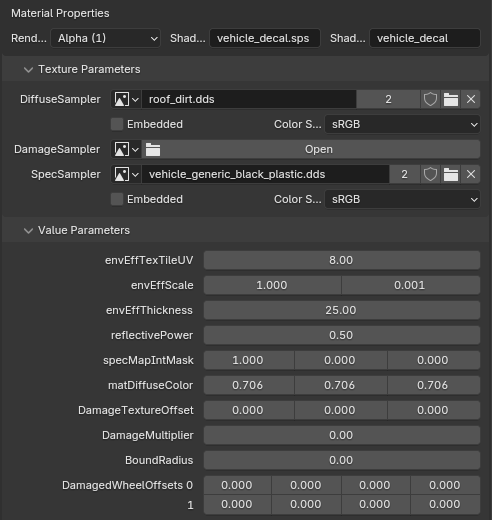 Material Properties
Rend... Alpha (1) Shad... vehicle_decal.sps Shad... vehicle_decal
Texture Parameters
DiffuseSampler roof_dirt.dds 2
Embedded Color S... sRGB
DamageSampler Open
SpecSampler vehicle_generic_black_plastic.dds 2
Embedded Color S... sRGB
Value Parameters
envEffTexTileUV 8.00
envEffScale 1.000 0.001
envEffThickness 25.00
reflectivePower 0.50
specMapIntMask 1.000 0.000 0.000
matDiffuseColor 0.706 0.706 0.706
DamageTextureOffset 0.000 0.000 0.000
DamageMultiplier 0.00
BoundRadius 0.00
DamagedWheelOffsets 0 0.000 0.000 0.000 0.000
1 0.000 0.000 0.000 0.000